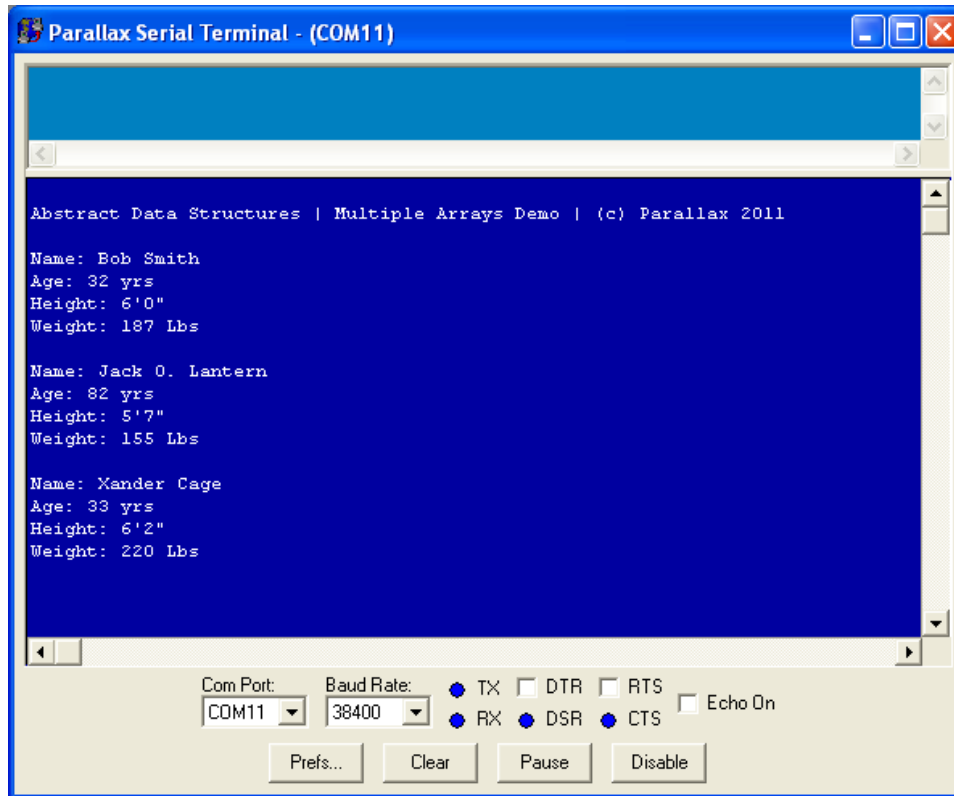 Parallax Serial Terminal - (COM11)
Abstract Data Structures | Multiple Arrays Demo | (c) Parallax 2011
Name: Bob Smith
Age: 32 yrs
Height: 6'0"
Weight: 187 Lbs
Name: Jack O. Lantern
Age: 82 yrs
Height: 5'7"
Weight: 155 Lbs
Name: Xander Cage
Age: 33 yrs
Height: 6'2"
Weight: 220 Lbs
Com Port: Baud Rate: TX DTR RTS
COM11 38400 RX DSR CTS Echo On
Prefs... Clear Pause Disable